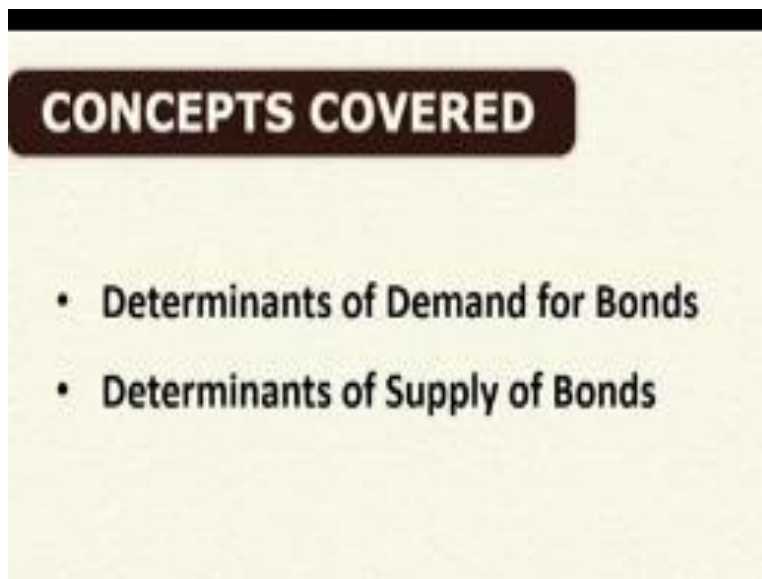 CONCEPTS COVERED
• Determinants of Demand for Bonds
• Determinants of Supply of Bonds